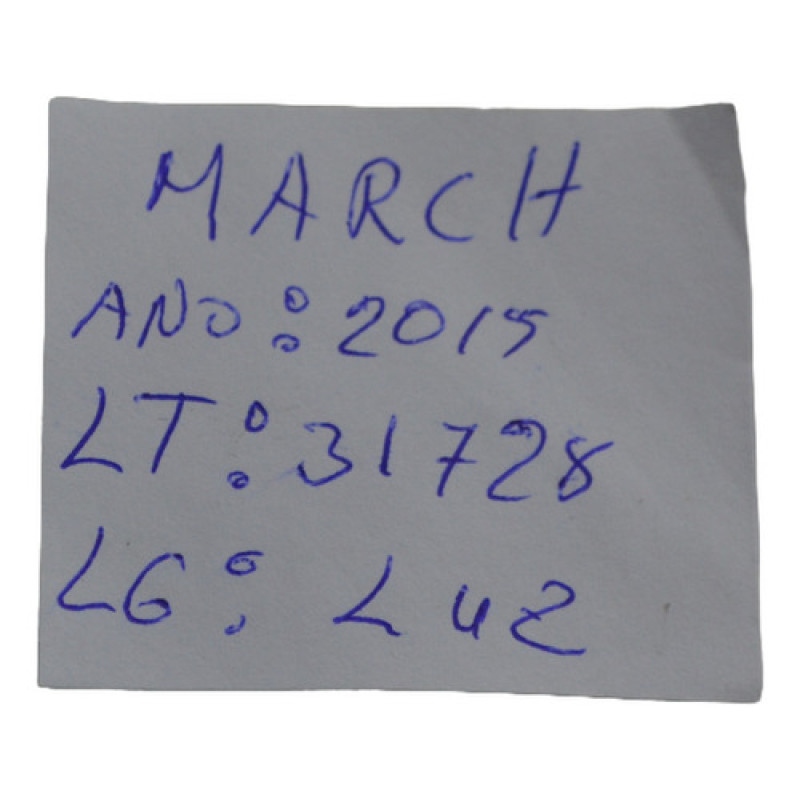 MARCH
ANO: 2015
LT: 31728
LG: LUZ